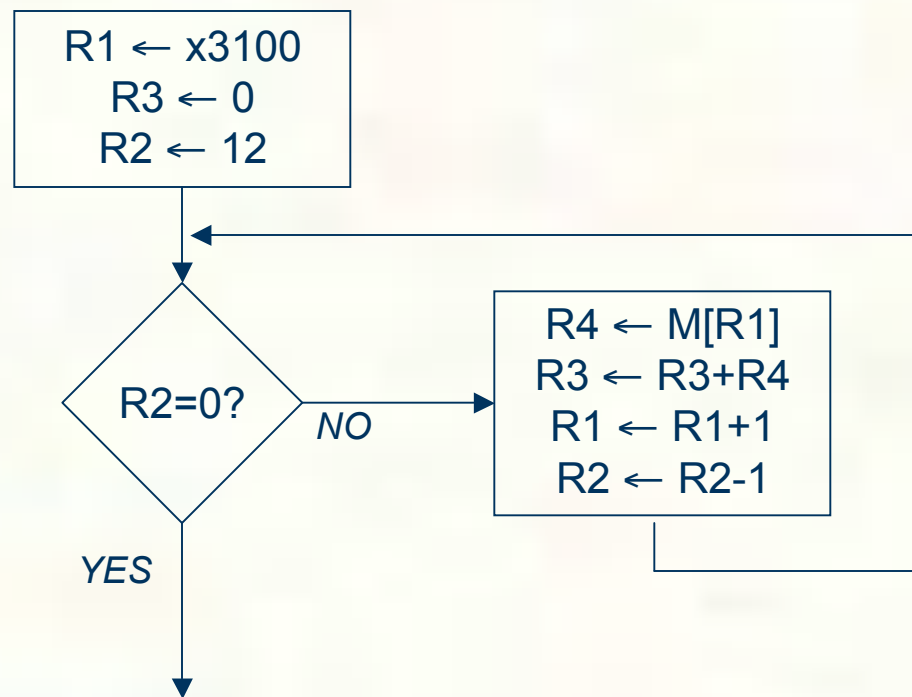 R1 ← x3100
R3 ← 0
R2 ← 12
R2=0?
NO
R4 ← M[R1]
R3 ← R3+R4
R1 ← R1+1
R2 ← R2-1
YES